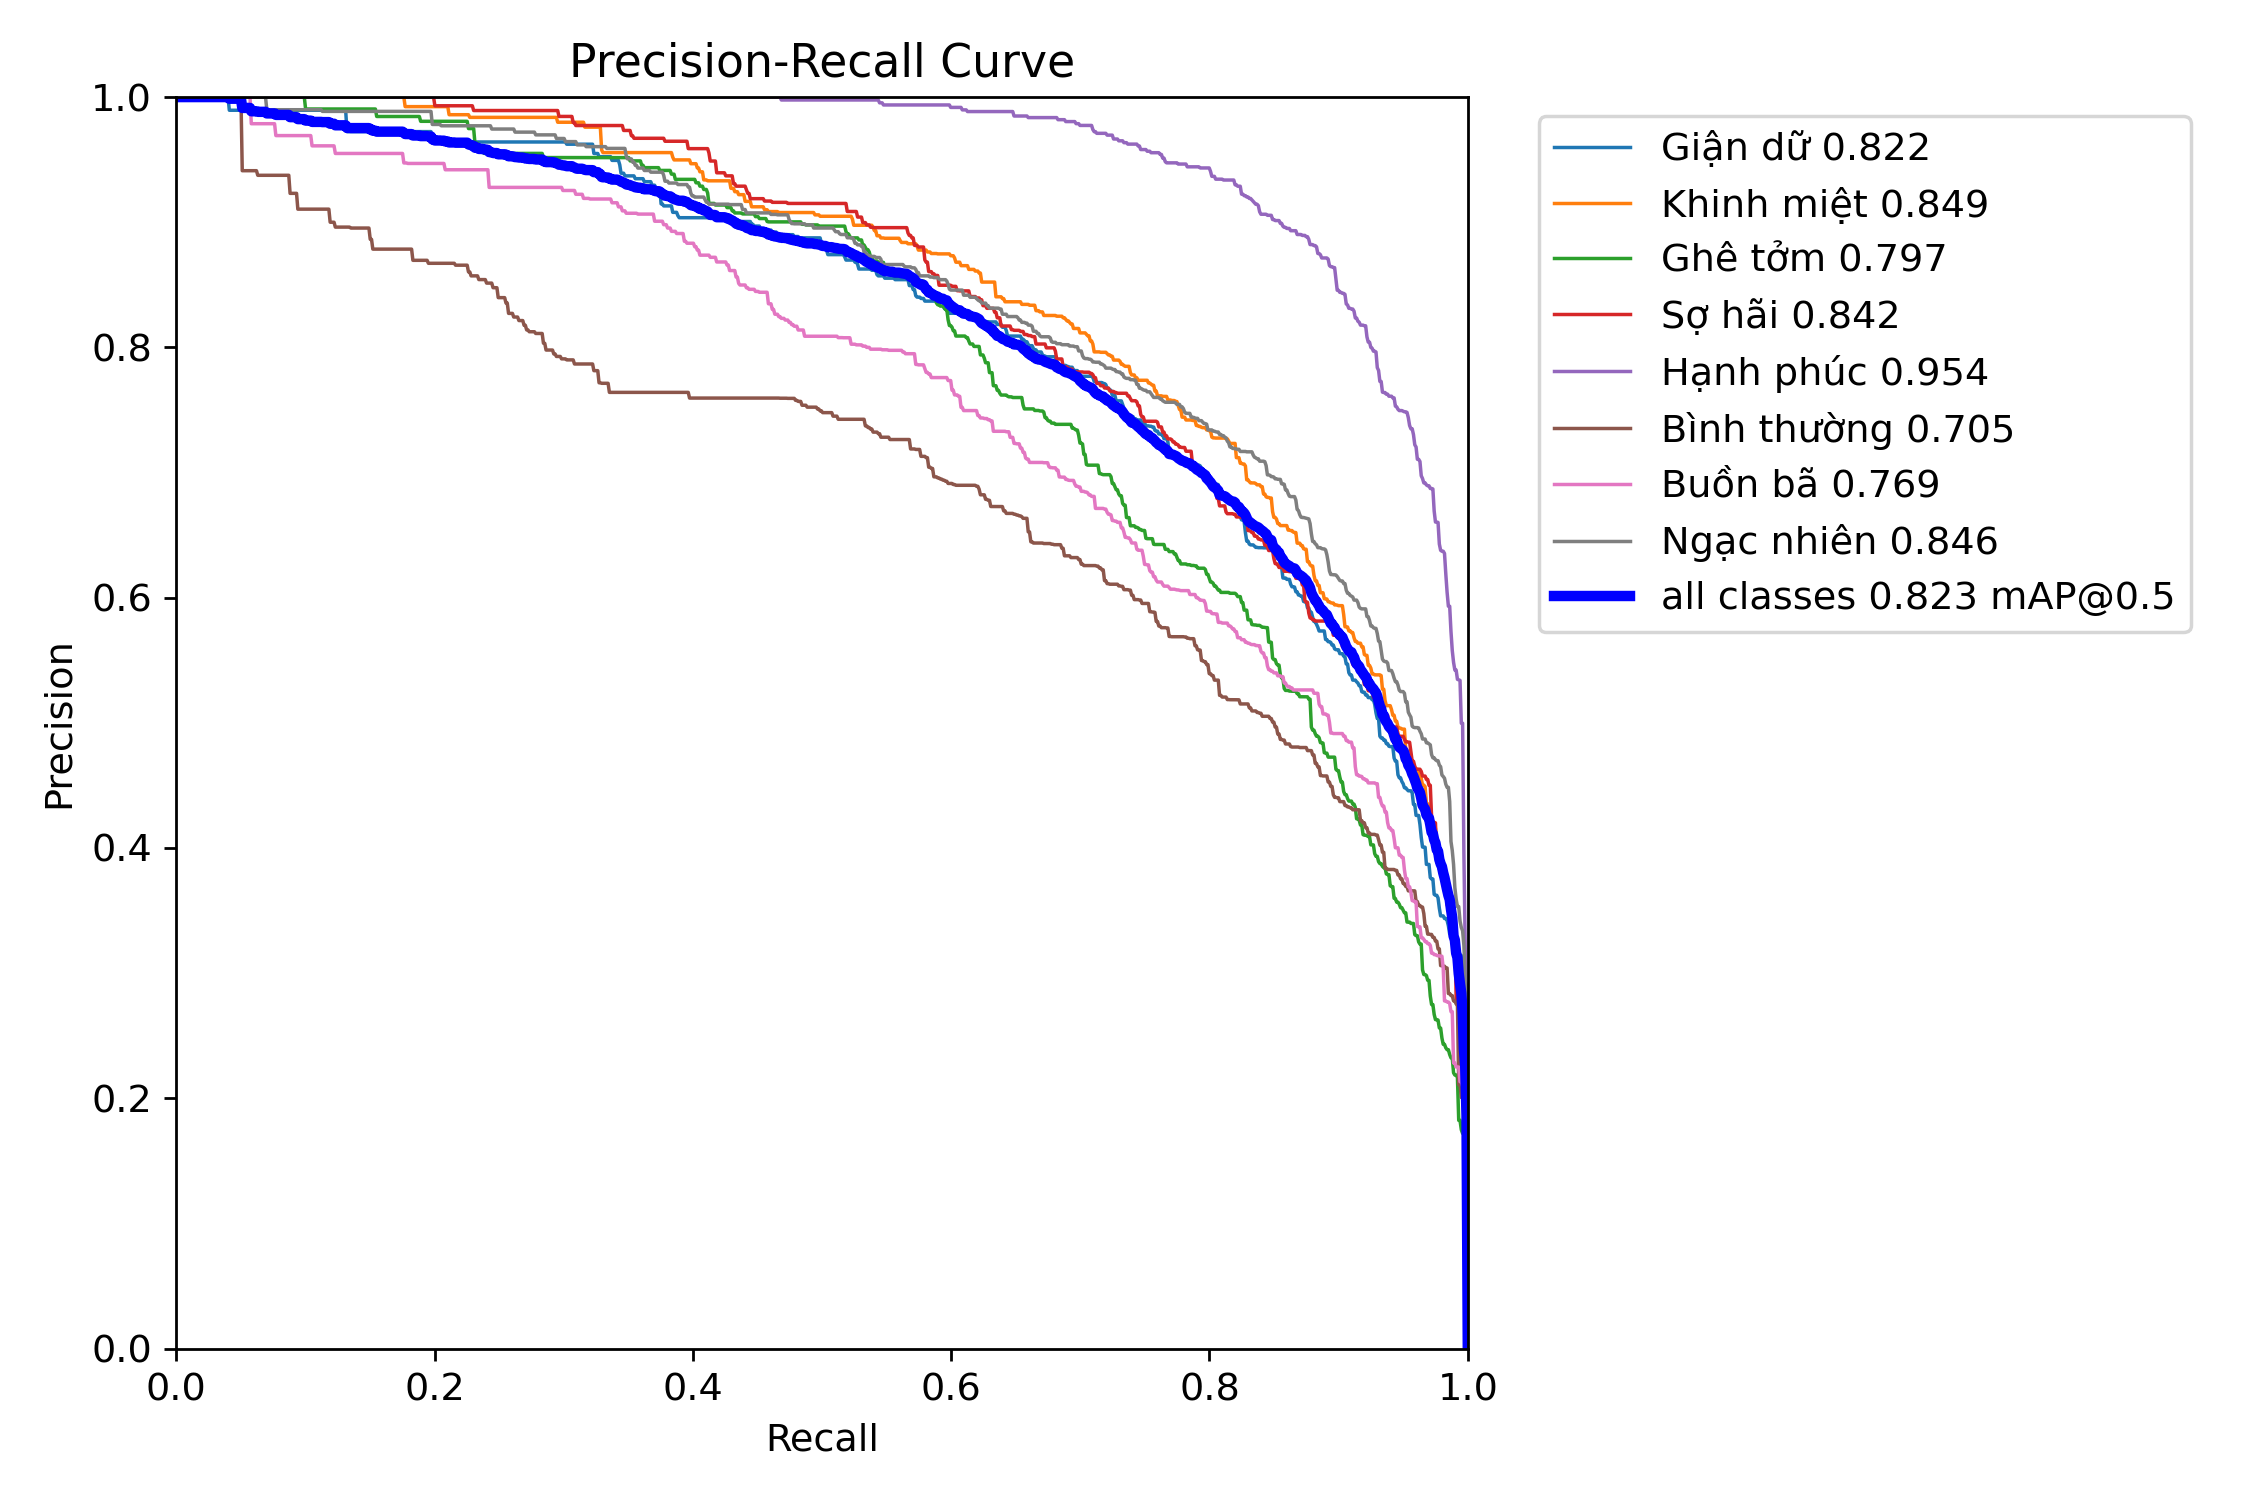 Precision-Recall Curve
1.0
0.8
0.6
0.4
0.2
0.0
Precision
0.0 0.2 0.4 0.6 0.8 1.0
Recall
Giận dữ 0.822
Khinh miệt 0.849
Ghê tởm 0.797
Sợ hãi 0.842
Hạnh phúc 0.954
Bình thường 0.705
Buồn bã 0.769
Ngạc nhiên 0.846
all classes 0.823 mAP@0.5